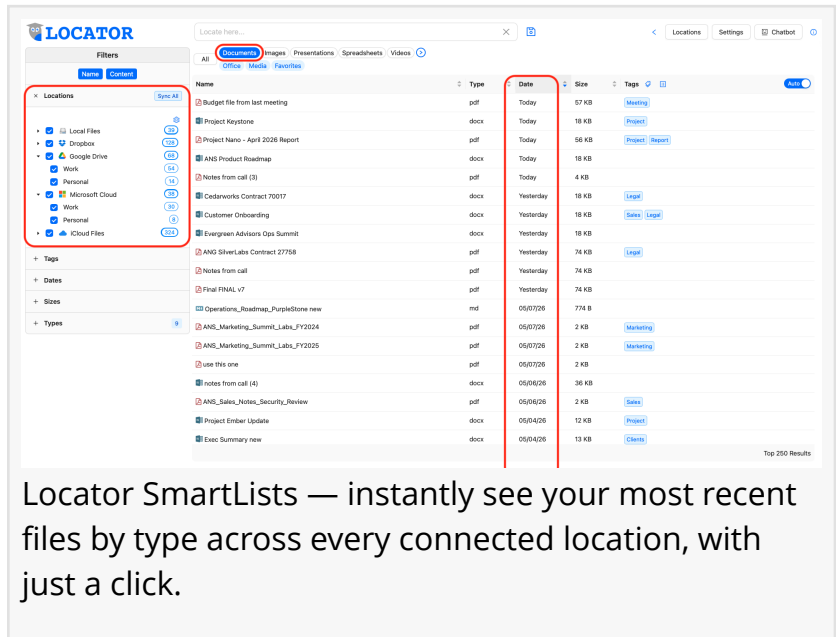 LOCATOR
Locate here...
Locations
Settings
Chatbot
Filters
Name Content
All Documents Images Presentations Spreadsheets Videos
Office Media Favorites
× Locations Sync All
Local Files 39
Dropbox 128
Google Drive 68
Work 54
Personal 14
Microsoft Cloud 38
Work 30
Personal 8
iCloud Files 324
+ Tags
+ Dates
+ Sizes
+ Types 9
Name Type Date Size Tags Auto
Budget file from last meeting pdf Today 57 KB Meeting
Project Keystone docx Today 18 KB Project
Project Nano - April 2026 Report pdf Today 56 KB Project Report
ANS Product Roadmap docx Today 18 KB
Notes from call (3) pdf Today 4 KB
Cedarworks Contract 70017 docx Yesterday 18 KB Legal
Customer Onboarding docx Yesterday 18 KB Sales Legal
Evergreen Advisors Ops Summit docx Yesterday 18 KB
ANG SilverLabs Contract 27758 pdf Yesterday 74 KB Legal
Notes from call pdf Yesterday 74 KB
Final FINAL v7 pdf Yesterday 74 KB
Operations_Roadmap_PurpleStone new md 05/07/26 774 B
ANS_Marketing_Summit_Labs_FY2024 pdf 05/07/26 2 KB Marketing
ANS_Marketing_Summit_Labs_FY2025 pdf 05/07/26 2 KB Marketing
use this one pdf 05/07/26 2 KB
notes from call (4) docx 05/06/26 36 KB
ANS_Sales_Notes_Security_Review pdf 05/06/26 2 KB Sales
Project Ember Update docx 05/04/26 12 KB Project
Exec Summary new docx 05/04/26 13 KB Clients
Top 250 Results
Locator SmartLists — instantly see your most recent
files by type across every connected location, with
just a click.